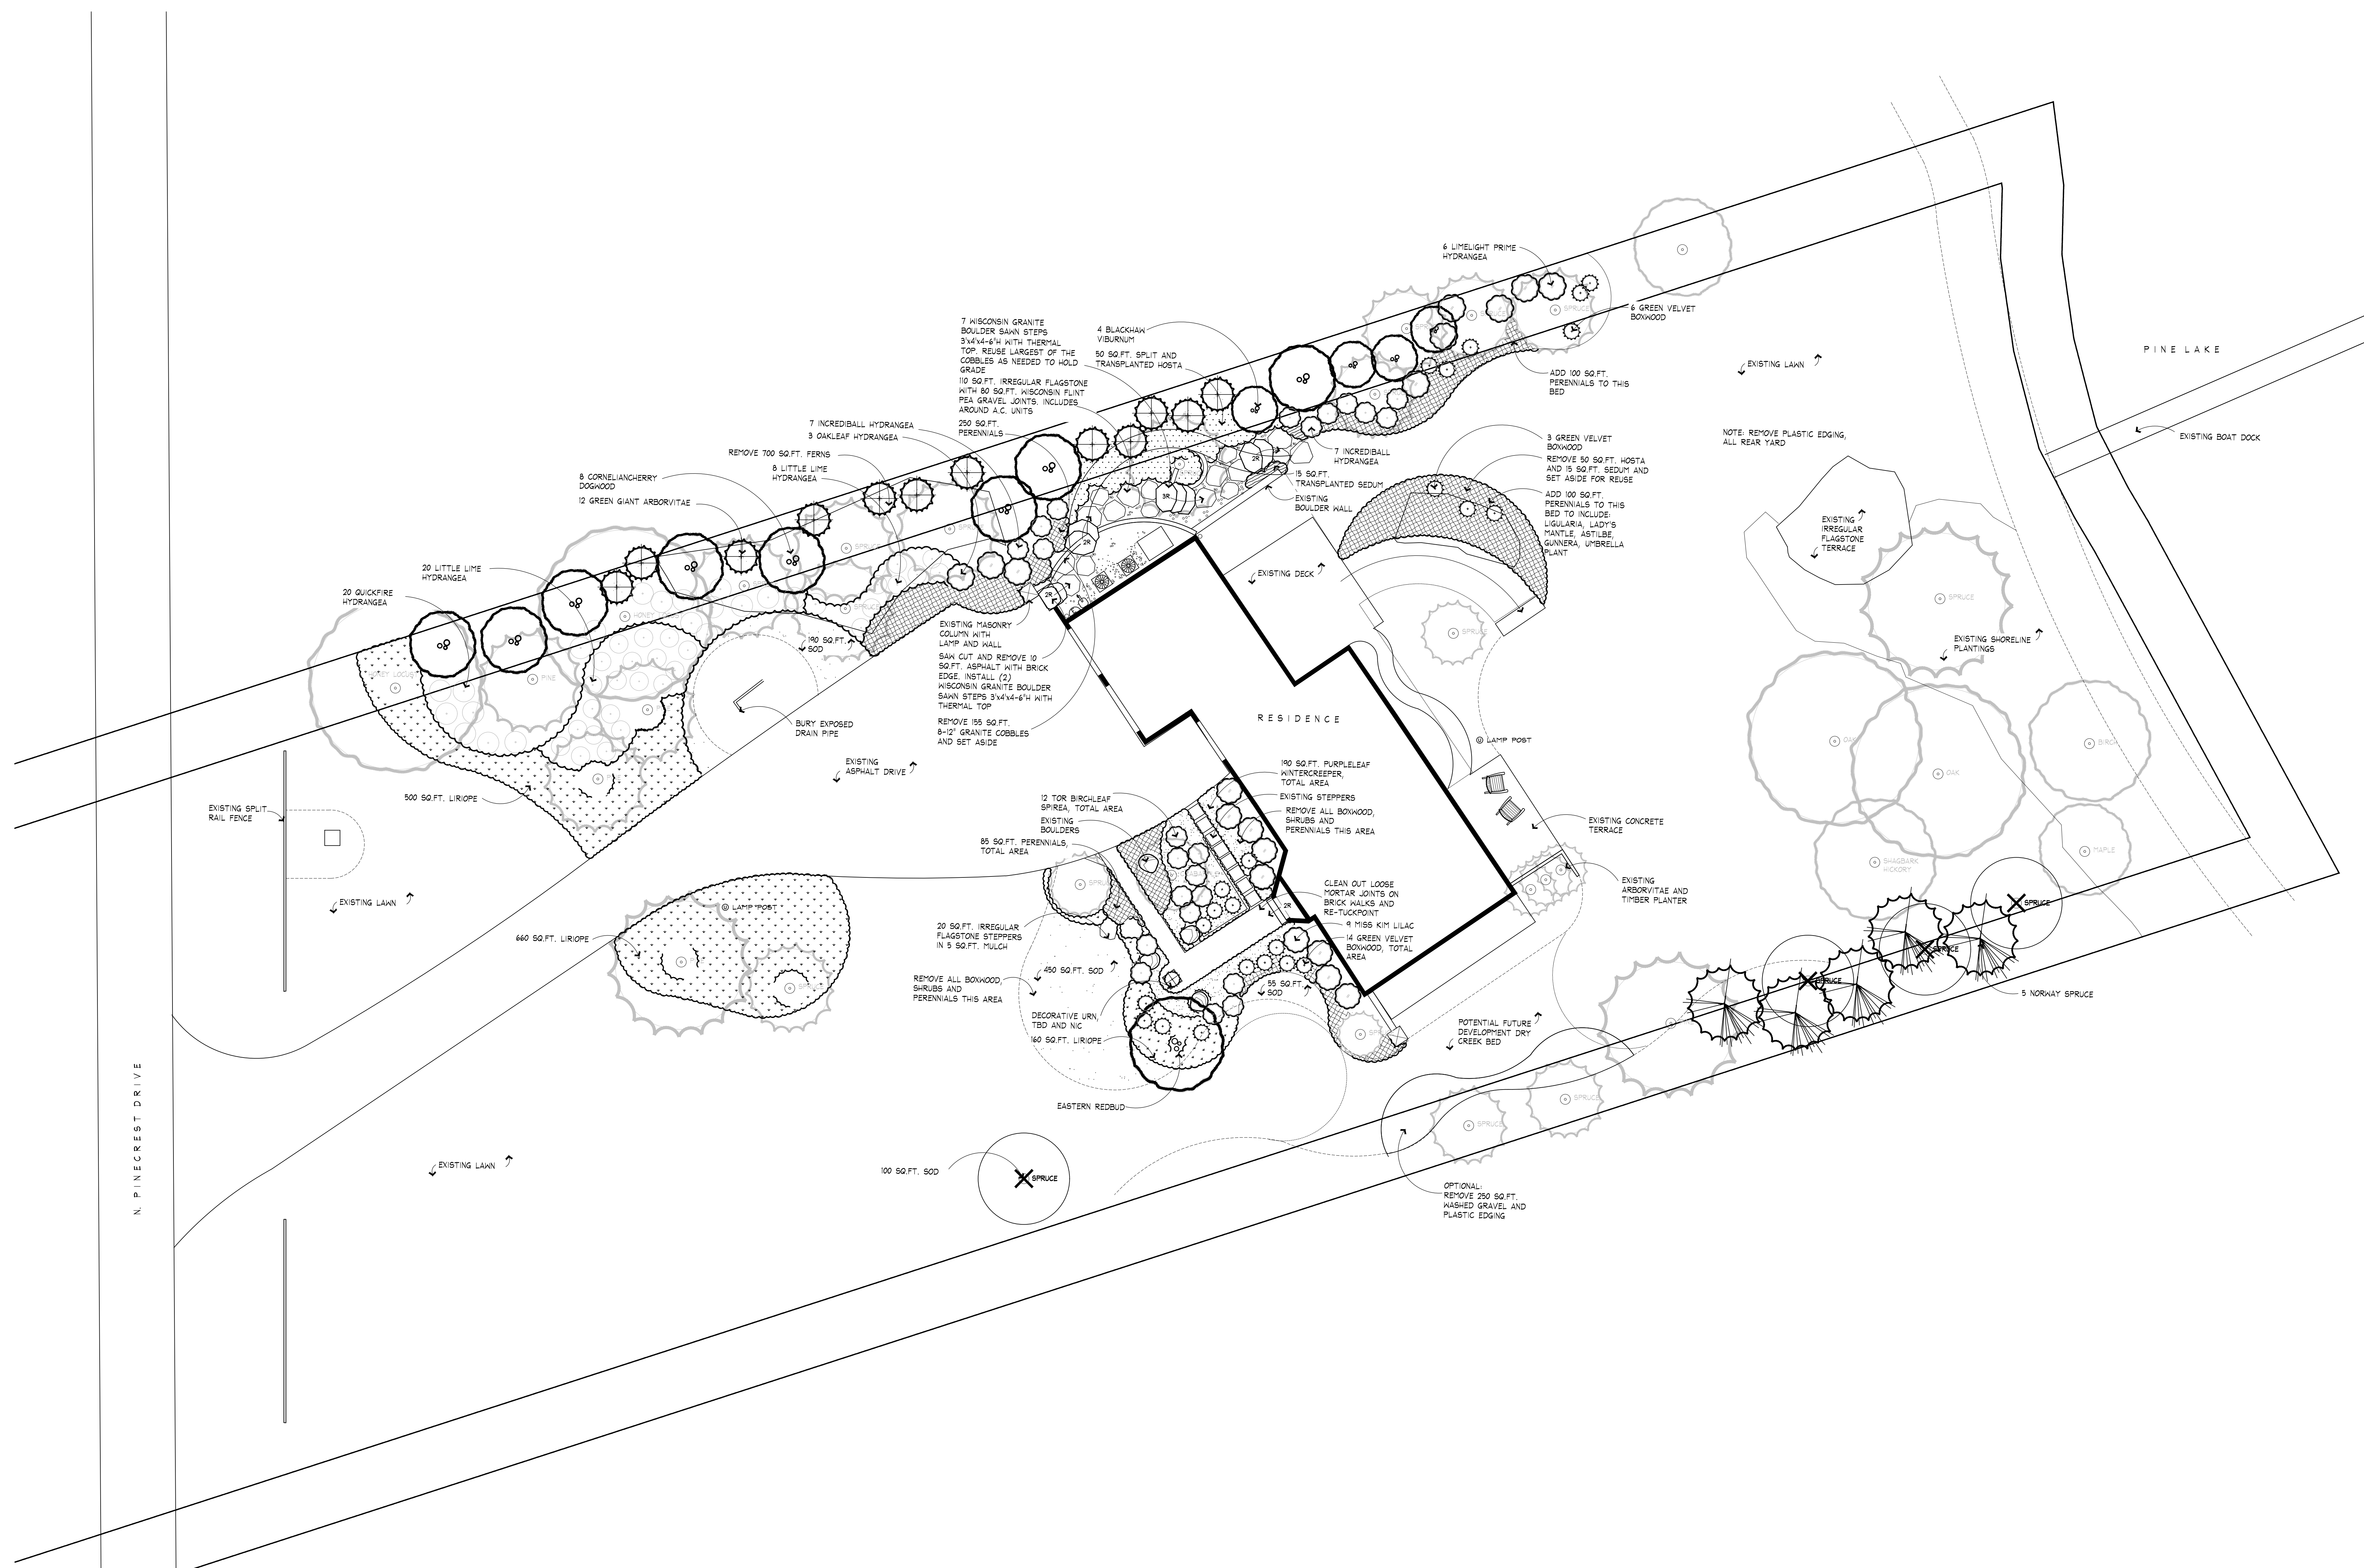 6 LIMELIGHT PRIME
HYDRANGEA
6 GREEN VELVET
BOXWOOD
7 WISCONSIN GRANITE
BOULDER SAWN STEPS
3'x4'x4-6"H WITH THERMAL
TOP. REUSE LARGEST OF THE
COBBLES AS NEEDED TO HOLD
GRADE
4 BLACKHAW
VIBURNUM
50 SQ.FT. SPLIT AND
TRANSPLANTED HOSTA
110 SQ.FT. IRREGULAR FLAGSTONE
WITH 80 SQ.FT. WISCONSIN FLINT
PEA GRAVEL JOINTS. INCLUDES
AROUND A.C. UNITS
250 SQ.FT.
PERENNIALS
7 INCREDIBALL HYDRANGEA
3 OAKLEAF HYDRANGEA
REMOVE 700 SQ.FT. FERNS
8 LITTLE LIME
HYDRANGEA
8 CORNELIANCHERRY
DOGWOOD
12 GREEN GIANT ARBORVITAE
20 LITTLE LIME
HYDRANGEA
20 QUICKFIRE
HYDRANGEA
PINE LAKE
EXISTING LAWN
ADD 100 SQ.FT.
PERENNIALS TO THIS
BED
NOTE: REMOVE PLASTIC EDGING,
ALL REAR YARD
EXISTING BOAT DOCK
3 GREEN VELVET
BOXWOOD
REMOVE 50 SQ.FT. HOSTA
AND 15 SQ.FT. SEDUM AND
SET ASIDE FOR REUSE
ADD 100 SQ.FT.
PERENNIALS TO THIS
BED TO INCLUDE:
LIGULARIA, LADY'S
MANTLE, ASTILBE,
GUNNERA, UMBRELLA
PLANT
7 INCREDIBALL
HYDRANGEA
15 SQ.FT.
TRANSPLANTED SEDUM
EXISTING
BOULDER WALL
2R
3R
2R
2R
EXISTING DECK
EXISTING
IRREGULAR
FLAGSTONE
TERRACE
SPRUCE
EXISTING SHORELINE
PLANTINGS
SPRUCE
SPRUCE
SPRUCE
SPRUCE
HONEY LOCUST
PINE
190 SQ.FT.
SOD
EXISTING MASONRY
COLUMN WITH
LAMP AND WALL
SAW CUT AND REMOVE 10
SQ.FT. ASPHALT WITH BRICK
EDGE. INSTALL (2)
WISCONSIN GRANITE BOULDER
SAWN STEPS 3'x4'x4-6"H WITH
THERMAL TOP
REMOVE 155 SQ.FT.
8-12" GRANITE COBBLES
AND SET ASIDE
BURY EXPOSED
DRAIN PIPE
RESIDENCE
LAMP POST
OAK
OAK
BIRCH
EXISTING
ASPHALT DRIVE
500 SQ.FT. LIRIOPE
EXISTING SPLIT
RAIL FENCE
EXISTING LAWN
190 SQ.FT. PURPLELEAF
WINTERCREEPER,
TOTAL AREA
EXISTING STEPPERS
REMOVE ALL BOXWOOD,
SHRUBS AND
PERENNIALS THIS AREA
12 TOR BIRCHLEAF
SPIREA, TOTAL AREA
EXISTING
BOULDERS
85 SQ.FT. PERENNIALS,
TOTAL AREA
EXISTING CONCRETE
TERRACE
SHAGBARK
HICKORY
MAPLE
EXISTING
ARBORVITAE AND
TIMBER PLANTER
CLEAN OUT LOOSE
MORTAR JOINTS ON
BRICK WALKS AND
RE-TUCKPOINT
2R
9 MISS KIM LILAC
14 GREEN VELVET
BOXWOOD, TOTAL
AREA
LAMP POST
660 SQ.FT. LIRIOPE
SPRUCE
20 SQ.FT. IRREGULAR
FLAGSTONE STEPPERS
IN 5 SQ.FT. MULCH
450 SQ.FT. SOD
REMOVE ALL BOXWOOD,
SHRUBS AND
PERENNIALS THIS AREA
55 SQ.FT.
SOD
DECORATIVE URN,
TBD AND NIC
160 SQ.FT. LIRIOPE
EASTERN REDBUD
SPRUCE
SPRUCE
SPRUCE
5 NORWAY SPRUCE
POTENTIAL FUTURE
DEVELOPMENT DRY
CREEK BED
SPRUCE
SPRUCE
N. PINECREST DRIVE
EXISTING LAWN
100 SQ.FT. SOD
SPRUCE
OPTIONAL:
REMOVE 250 SQ.FT.
WASHED GRAVEL AND
PLASTIC EDGING